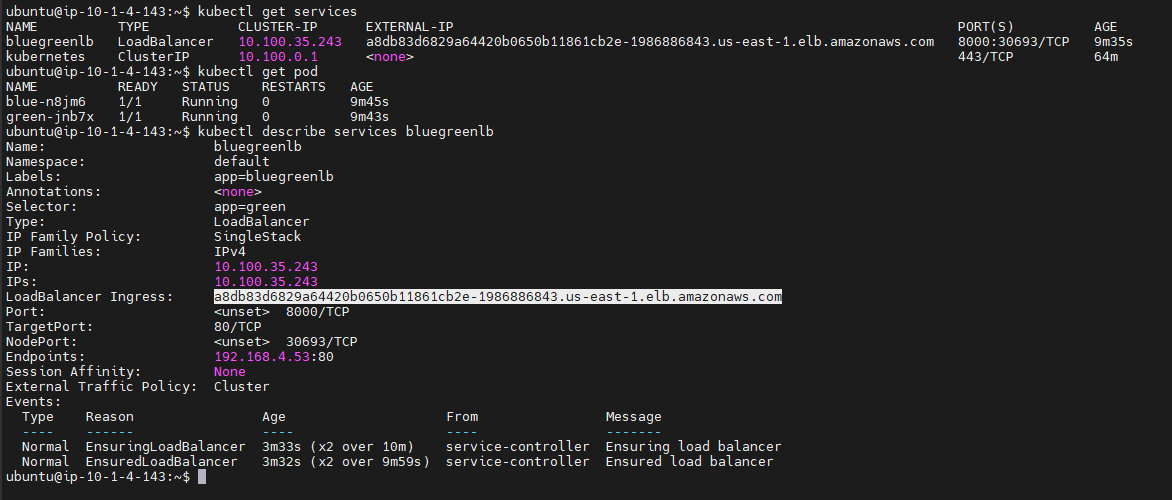 ubuntu@ip-10-1-4-143:~$ kubectl get services
NAME          TYPE           CLUSTER-IP      EXTERNAL-IP                                                               PORT(S)          AGE
bluegreenlb   LoadBalancer   10.100.35.243   a8db83d6829a64420b0650b11861cb2e-1986886843.us-east-1.elb.amazonaws.com   8000:30693/TCP   9m35s
kubernetes    ClusterIP      10.100.0.1      <none>                                                                    443/TCP          64m
ubuntu@ip-10-1-4-143:~$ kubectl get pod
NAME          READY   STATUS    RESTARTS   AGE
blue-n8jm6    1/1     Running   0          9m45s
green-jnb7x   1/1     Running   0          9m43s
ubuntu@ip-10-1-4-143:~$ kubectl describe services bluegreenlb
Name:                     bluegreenlb
Namespace:                default
Labels:                   app=bluegreenlb
Annotations:              <none>
Selector:                 app=green
Type:                     LoadBalancer
IP Family Policy:         SingleStack
IP Families:              IPv4
IP:                       10.100.35.243
IPs:                      10.100.35.243
LoadBalancer Ingress:     a8db83d6829a64420b0650b11861cb2e-1986886843.us-east-1.elb.amazonaws.com
Port:                     <unset>  8000/TCP
TargetPort:               80/TCP
NodePort:                 <unset>  30693/TCP
Endpoints:                192.168.4.53:80
Session Affinity:         None
External Traffic Policy:  Cluster
Events:
  Type    Reason                Age                    From                Message
  ----    ------                ----                   ----                -------
  Normal  EnsuringLoadBalancer  3m33s (x2 over 10m)    service-controller  Ensuring load balancer
  Normal  EnsuredLoadBalancer   3m32s (x2 over 9m59s)  service-controller  Ensured load balancer
ubuntu@ip-10-1-4-143:~$